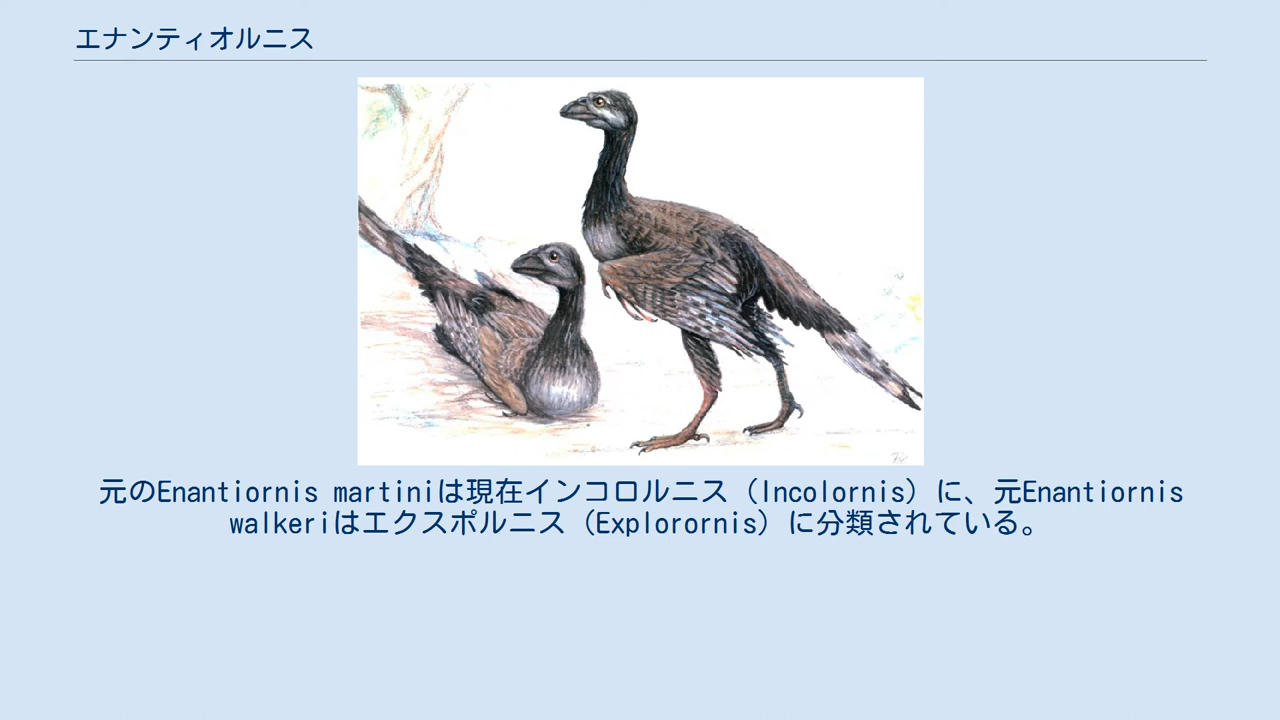 エナンティオルニス
元のEnantiornis martiniは現在インコロルニス（Incolornis）に、元Enantiornis
walkeriはエクスポルニス（Explorornis）に分類されている。